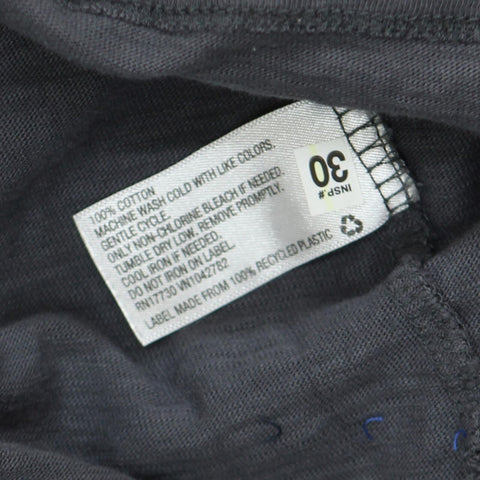 100% COTTON
MACHINE WASH COLD WITH LIKE COLORS.
GENTLE CYCLE.
ONLY NON-CHLORINE BLEACH IF NEEDED.
TUMBLE DRY LOW. REMOVE PROMPTLY.
COOL IRON IF NEEDED.
DO NOT IRON ON LABEL.
RN17730 VN1042782
LABEL MADE FROM 100% RECYCLED PLASTIC
INSP.#
30